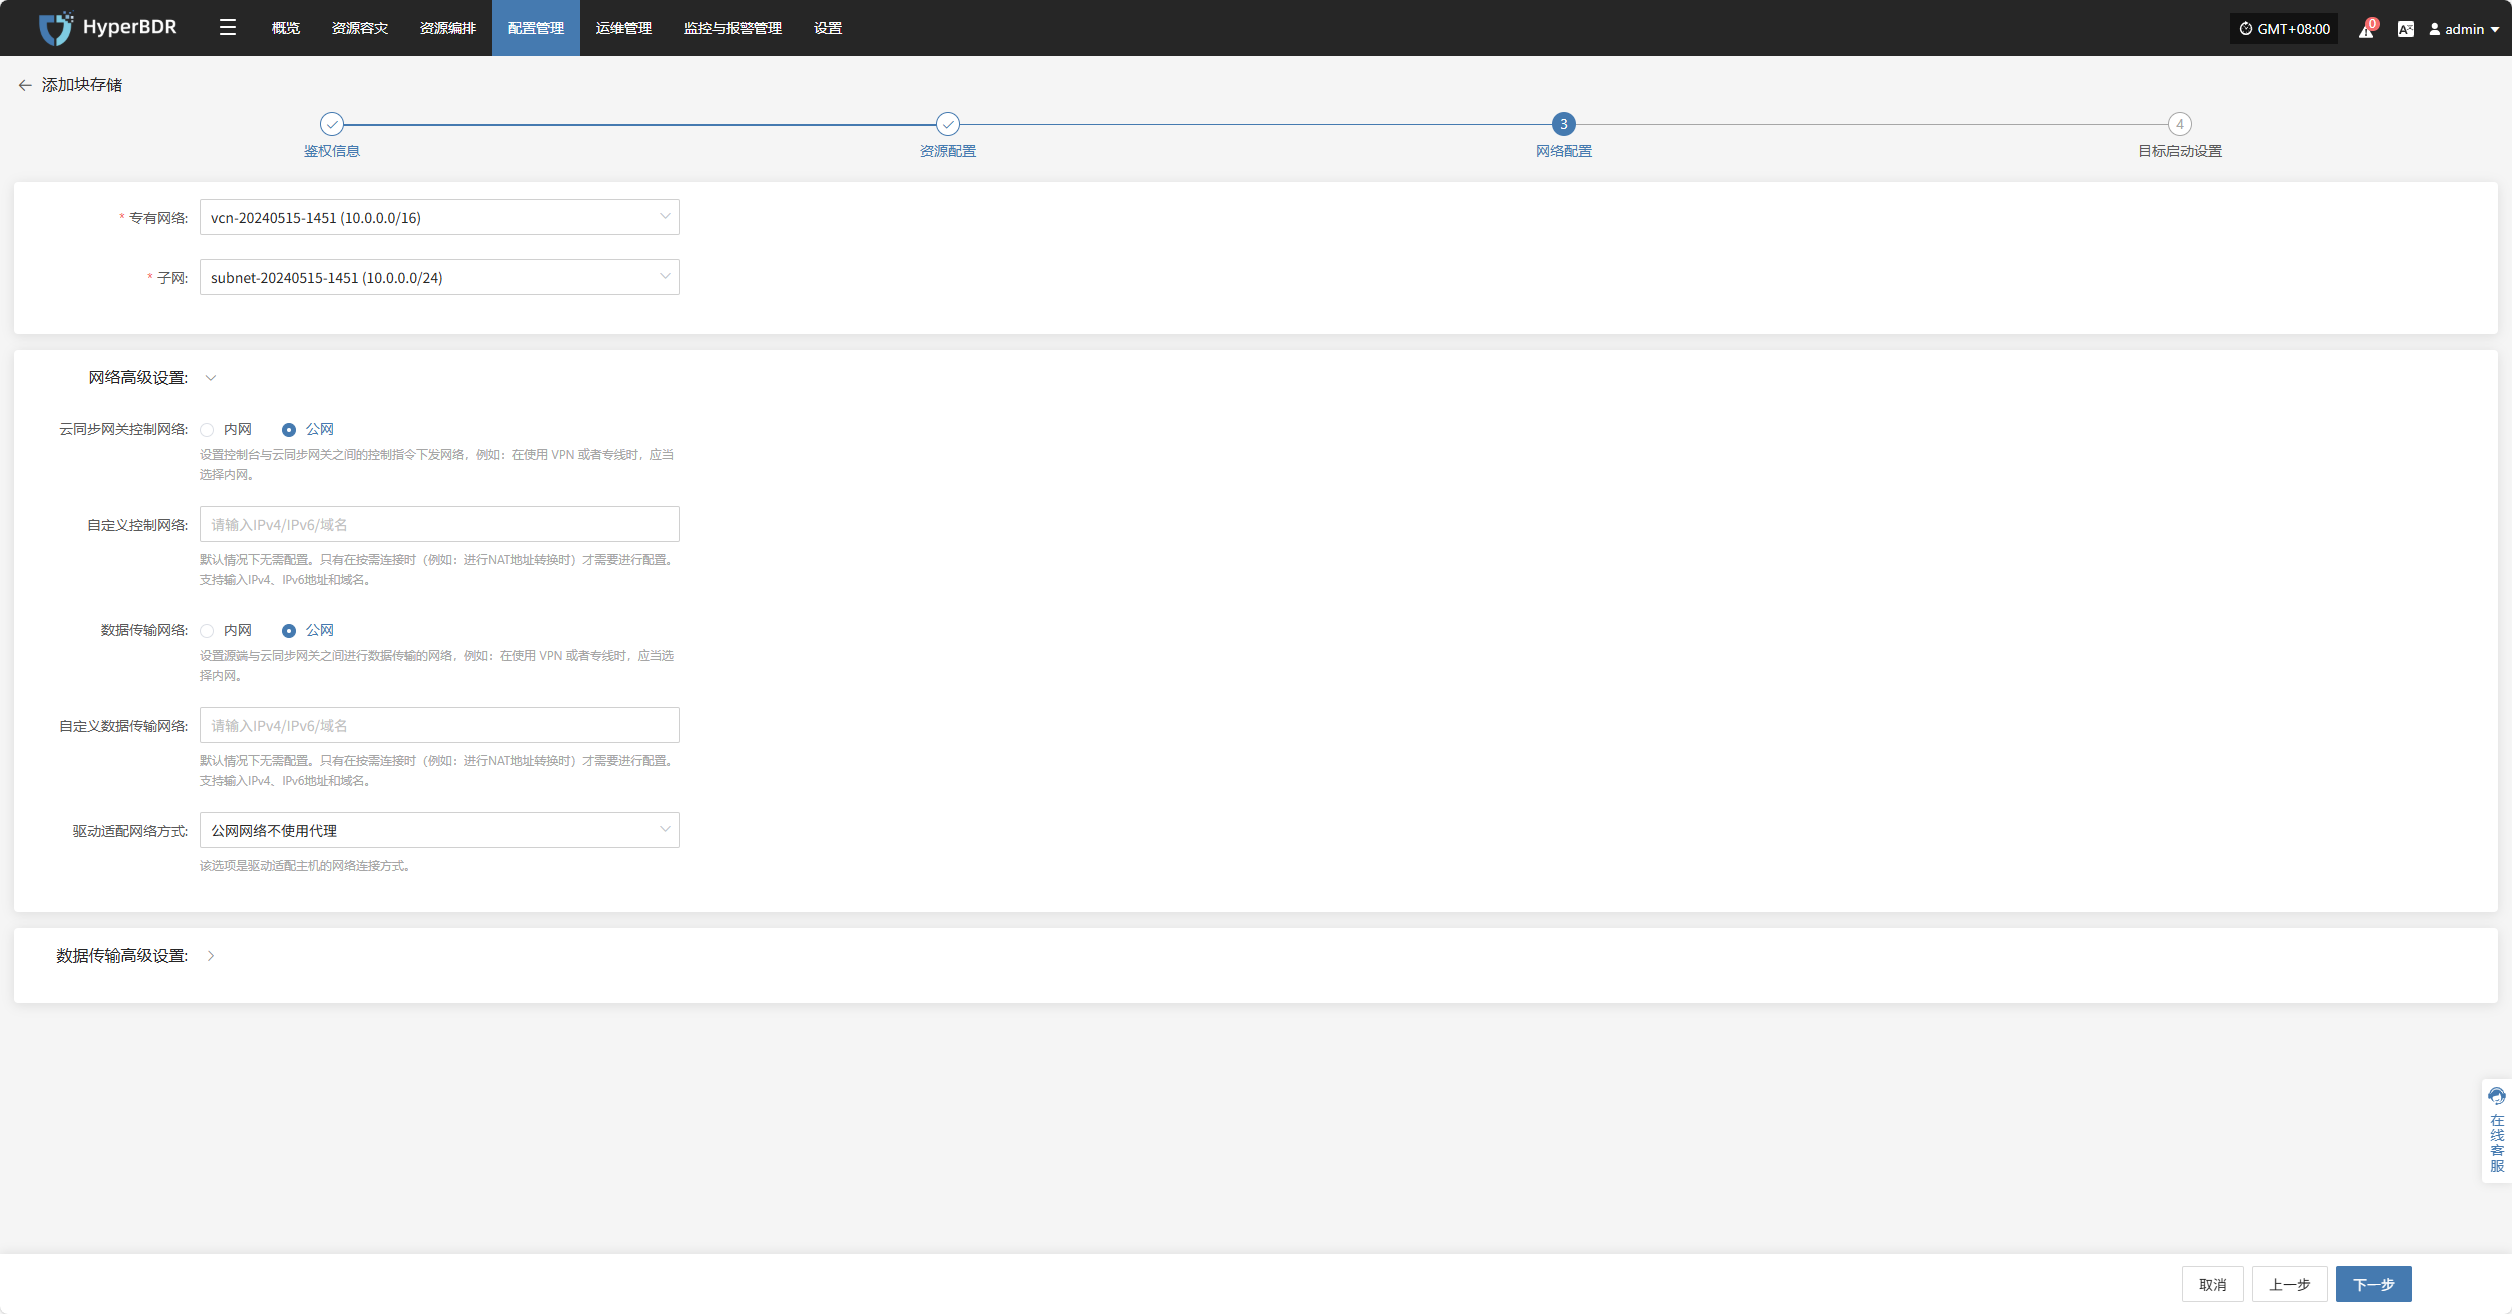 HyperBDR
概览
资源容灾
资源编排
配置管理
运维管理
监控与报警管理
设置
GMT+08:00
0
admin
添加块存储
3
4
鉴权信息
资源配置
网络配置
目标启动设置
* 专有网络: vcn-20240515-1451 (10.0.0.0/16)
* 子网: subnet-20240515-1451 (10.0.0.0/24)
网络高级设置:
云同步网关控制网络: 内网 公网
设置控制台与云同步网关之间的控制指令下发网络，例如：在使用 VPN 或者专线时，应当
选择内网。
自定义控制网络: 请输入IPv4/IPv6/域名
默认情况下无需配置。只有在按需连接时（例如：进行NAT地址转换时）才需要进行配置。
支持输入IPv4、IPv6地址和域名。
数据传输网络: 内网 公网
设置源端与云同步网关之间进行数据传输的网络，例如：在使用 VPN 或者专线时，应当选
择内网。
自定义数据传输网络: 请输入IPv4/IPv6/域名
默认情况下无需配置。只有在按需连接时（例如：进行NAT地址转换时）才需要进行配置。
支持输入IPv4、IPv6地址和域名。
驱动适配网络方式: 公网网络不使用代理
该选项是驱动适配主机的网络连接方式。
数据传输高级设置:
在线客服
取消
上一步
下一步